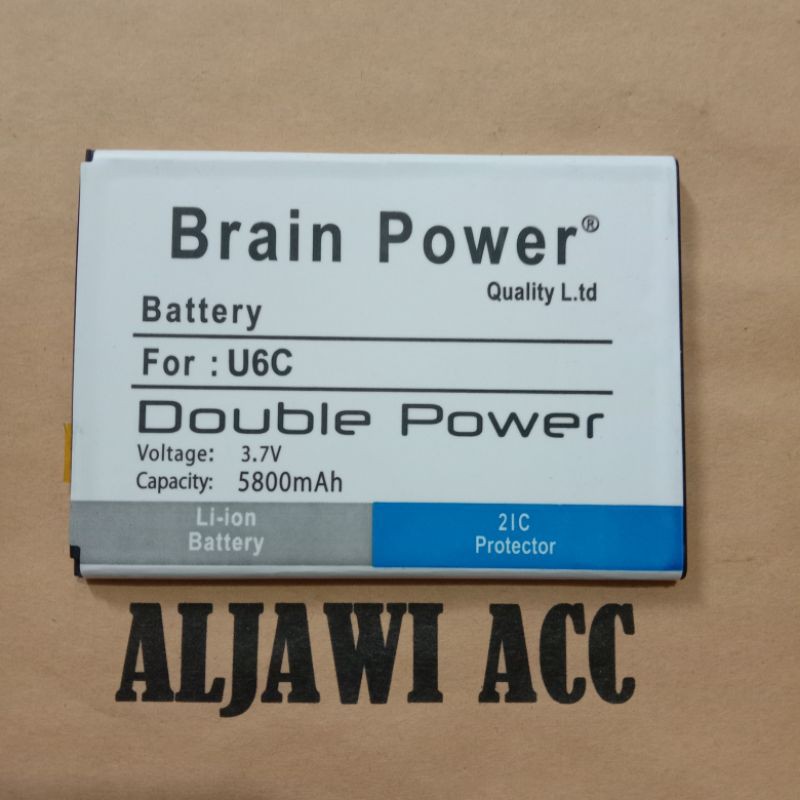 Brain Power®
Quality L.td
Battery
For : U6C
Double Power
Voltage: 3.7V
Capacity: 5800mAh
Li-ion
Battery
2IC
Protector
ALJAWI ACC